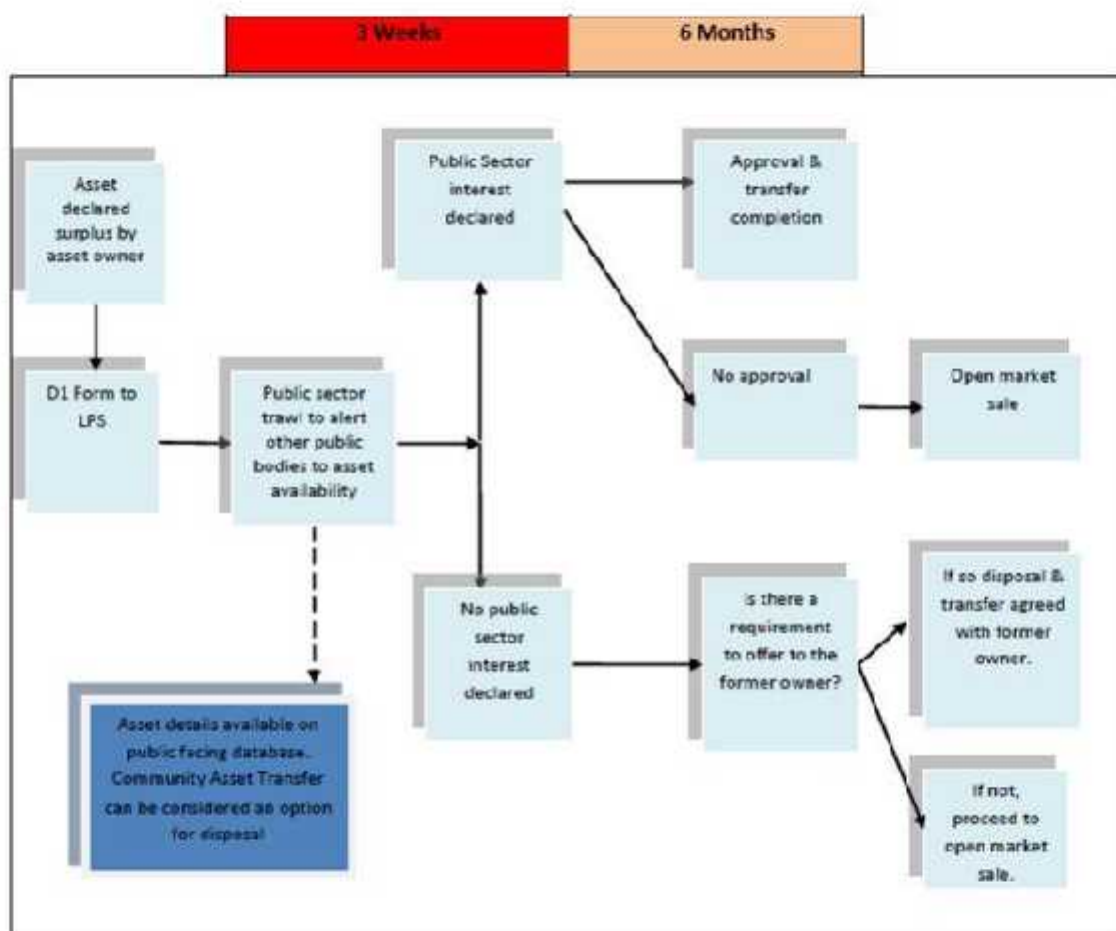 3 Weeks
6 Months
Asset
declared
surplus by
asset owner
D1 Form to
LPS
Public sector
trawl to alert
other public
bodies to asset
availability
Asset details available on
public facing database.
Community Asset Transfer
can be considered an option
for disposal
Public Sector
interest
declared
No public
sector
interest
declared
Approval &
transfer
completion
No approval
Open market
sale
Is there a
requirement
to offer to the
former owner?
If so disposal &
transfer agreed
with former
owner.
If not,
proceed to
open market
sale.